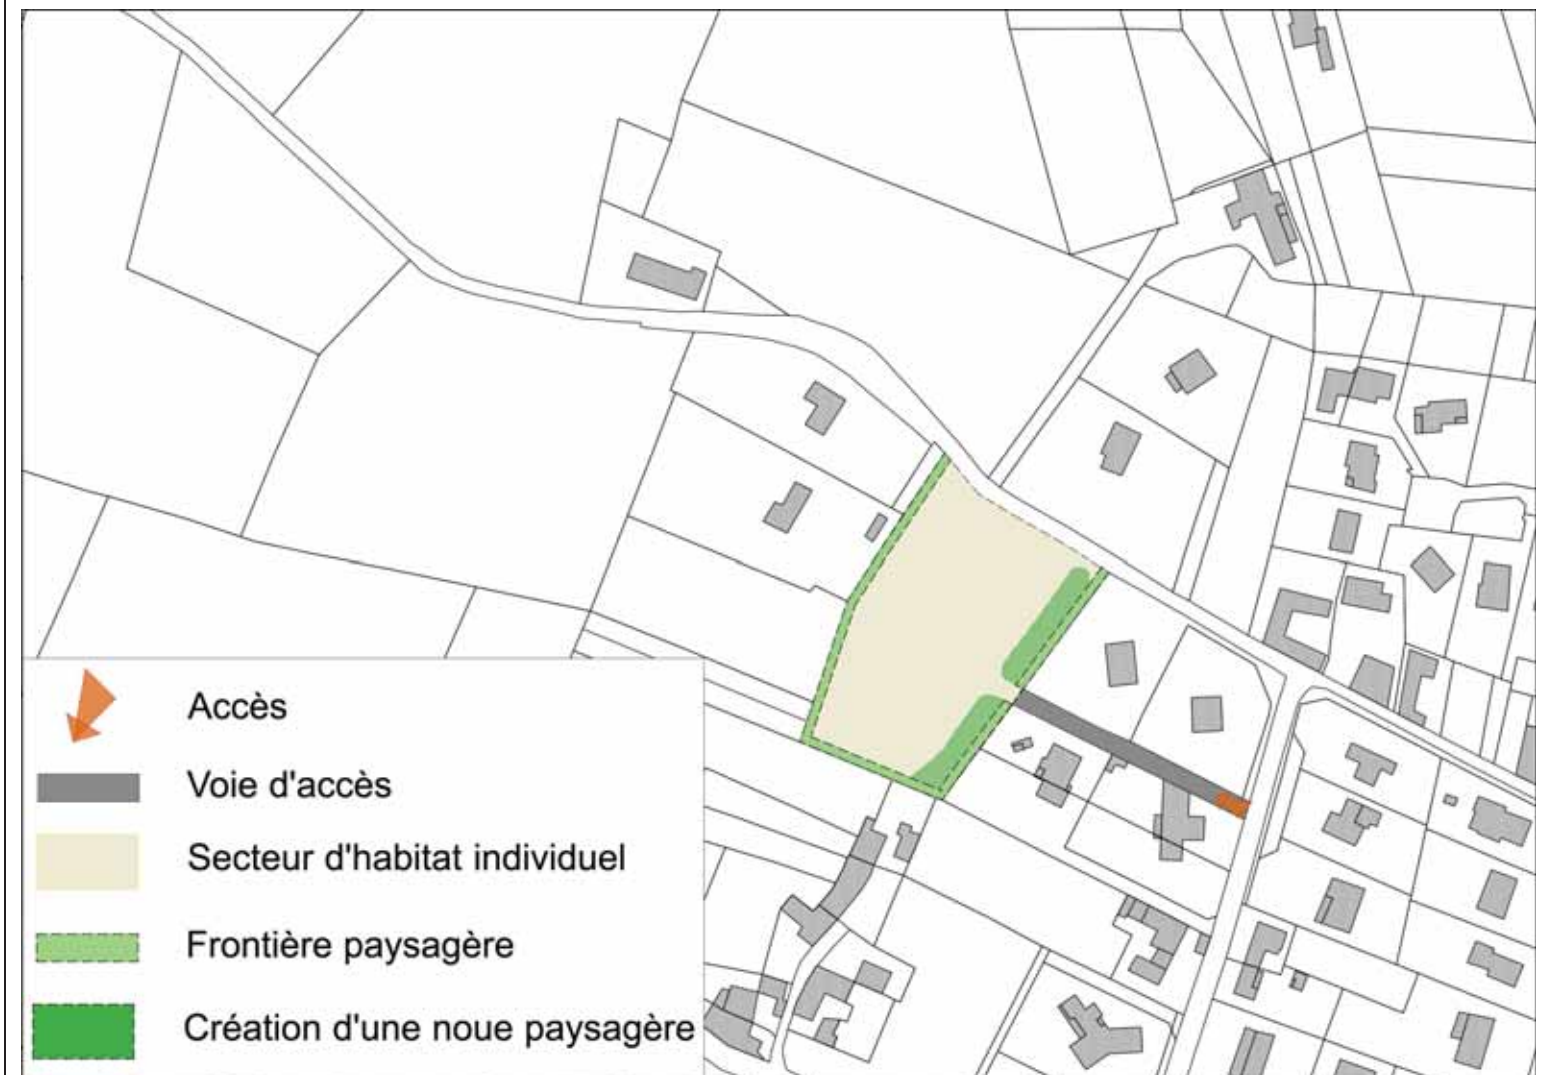 Accès
Voie d'accès
Secteur d'habitat individuel
Frontière paysagère
Création d'une noue paysagère